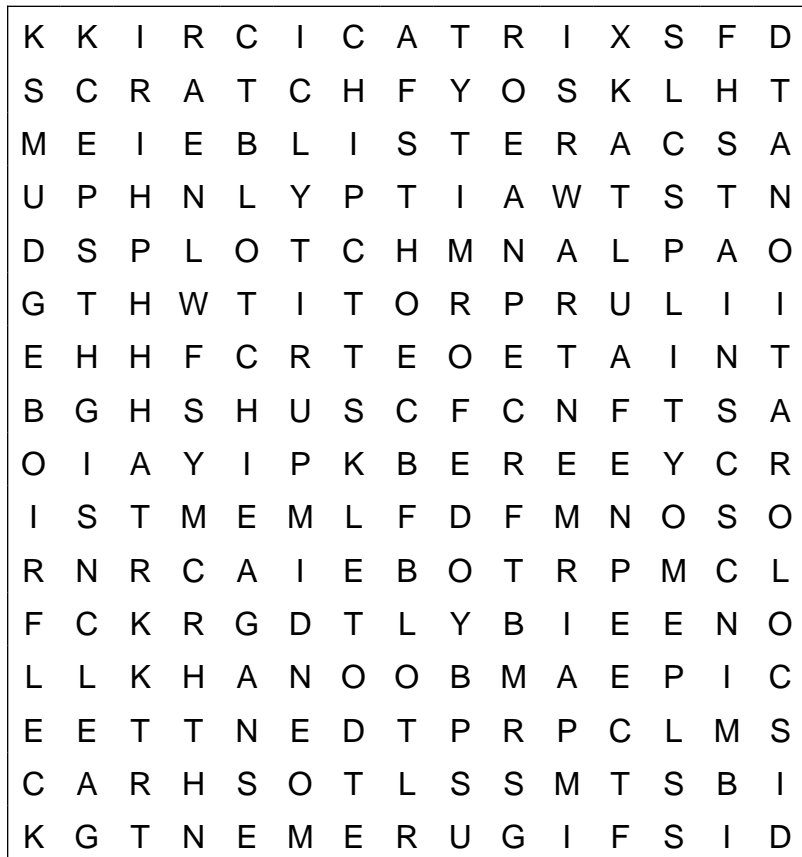 K K I R C I C A T R I X S F D
S C R A T C H F Y O S K L H T
M E I E B L I S T E R A C S A
U P H N L Y P T I A W T S T N
D S P L O T C H M N A L P A O
G T H W T I T O R P R U L I I
E H H F C R T E O E T A I N T
B G H S H U S C F C N F T S A
O I A Y I P K B E R E E Y C R
I S T M E M L F D F M N O S O
R N R C A I E B O T R P M C L
F C K R G D T L Y B I E E N O
L L K H A N O O B M A E P I C
E E T T N E D T P R P C L M S
C A R H S O T L S S M T S B I
K G T N E M E R U G I F S I D